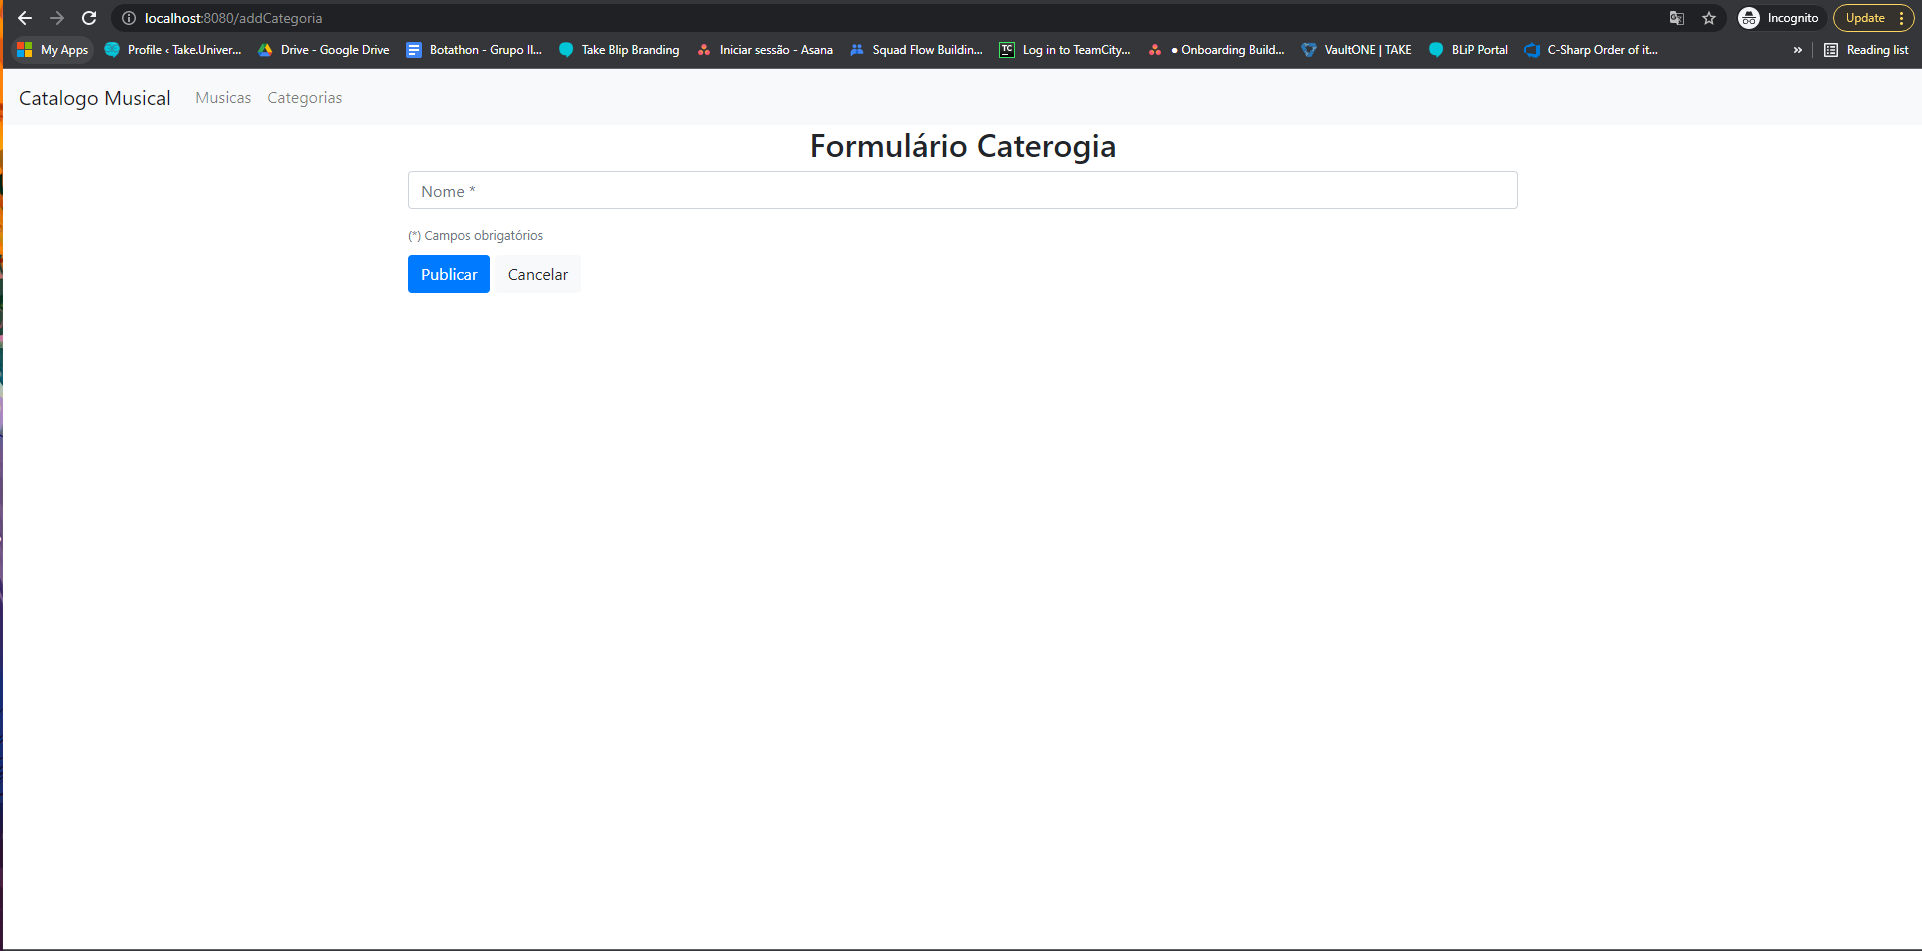 localhost:8080/addCategoria Incognito Update
My Apps Profile ‹ Take.Univer... Drive - Google Drive Botathon - Grupo II... Take Blip Branding Iniciar sessão - Asana Squad Flow Buildin... TC Log in to TeamCity... ● Onboarding Build... VaultONE | TAKE BLiP Portal C-Sharp Order of it... » Reading list
Catalogo Musical Musicas Categorias
Formulário Caterogia
Nome *
(*) Campos obrigatórios
Publicar Cancelar